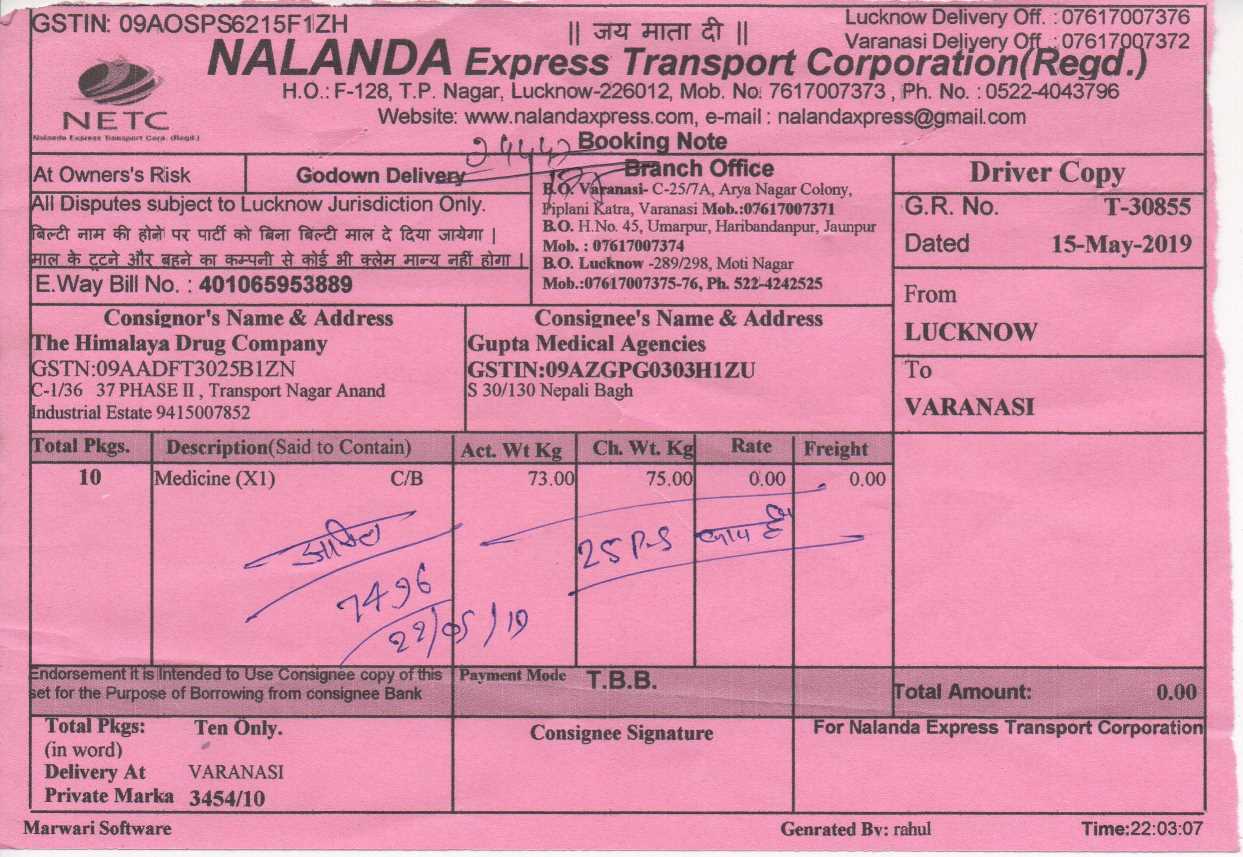 GSTIN: 09AOSPS6215F1ZH
|| जय माता दी ||
Lucknow Delivery Off. : 07617007376
Varanasi Delivery Off. : 07617007372
NALANDA Express Transport Corporation(Regd.)
H.O.: F-128, T.P. Nagar, Lucknow-226012, Mob. No. 7617007373 , Ph. No. : 0522-4043796
NETC
Nalanda Express Transport Corp. (Regd.)
Website: www.nalandaxpress.com, e-mail : nalandaxpress@gmail.com
Booking Note
At Owners's Risk
Godown Delivery
Branch Office
B.O. Varanasi- C-25/7A, Arya Nagar Colony,
Piplani Katra, Varanasi Mob.:07617007371
B.O. H.No. 45, Umarpur, Haribandanpur, Jaunpur
Mob. : 07617007374
B.O. Lucknow -289/298, Moti Nagar
Mob.:07617007375-76, Ph. 522-4242525
Driver Copy
G.R. No. T-30855
Dated 15-May-2019
All Disputes subject to Lucknow Jurisdiction Only.
बिल्टी नाम की होने पर पार्टी को बिना बिल्टी माल दे दिया जायेगा |
माल के टूटने और बहने का कम्पनी से कोई भी क्लेम मान्य नहीं होगा |
E.Way Bill No. : 401065953889
From
LUCKNOW
To
VARANASI
Consignor's Name & Address
The Himalaya Drug Company
GSTN:09AADFT3025B1ZN
C-1/36 37 PHASE II , Transport Nagar Anand
Industrial Estate 9415007852
Consignee's Name & Address
Gupta Medical Agencies
GSTIN:09AZGPG0303H1ZU
S 30/130 Nepali Bagh
Total Pkgs. Description(Said to Contain) Act. Wt Kg Ch. Wt. Kg Rate Freight
10 Medicine (X1) C/B 73.00 75.00 0.00 0.00
7496
22/05/19
Endorsement it is Intended to Use Consignee copy of this
set for the Purpose of Borrowing from consignee Bank
Payment Mode T.B.B.
Total Amount: 0.00
Total Pkgs: Ten Only.
(in word)
Delivery At VARANASI
Private Marka 3454/10
Consignee Signature
For Nalanda Express Transport Corporation
Marwari Software
Genrated By: rahul
Time:22:03:07